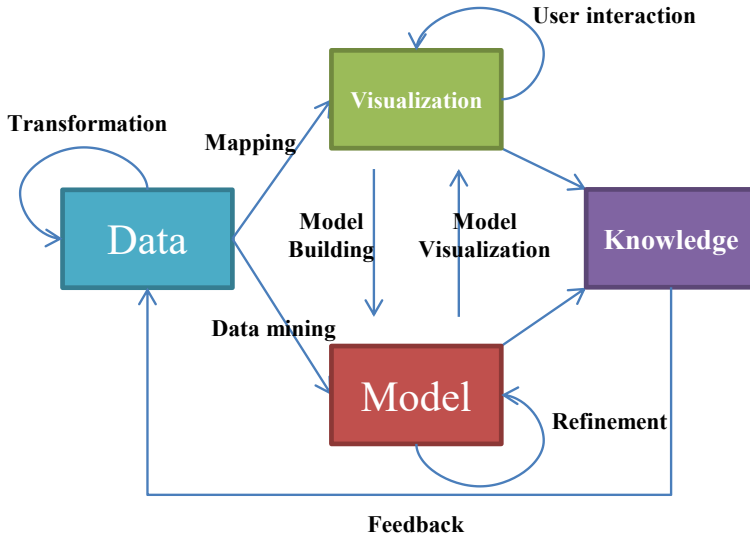 User interaction
Visualization
Transformation
Mapping
Data
Model
Building
Model
Visualization
Knowledge
Data mining
Model
Refinement
Feedback